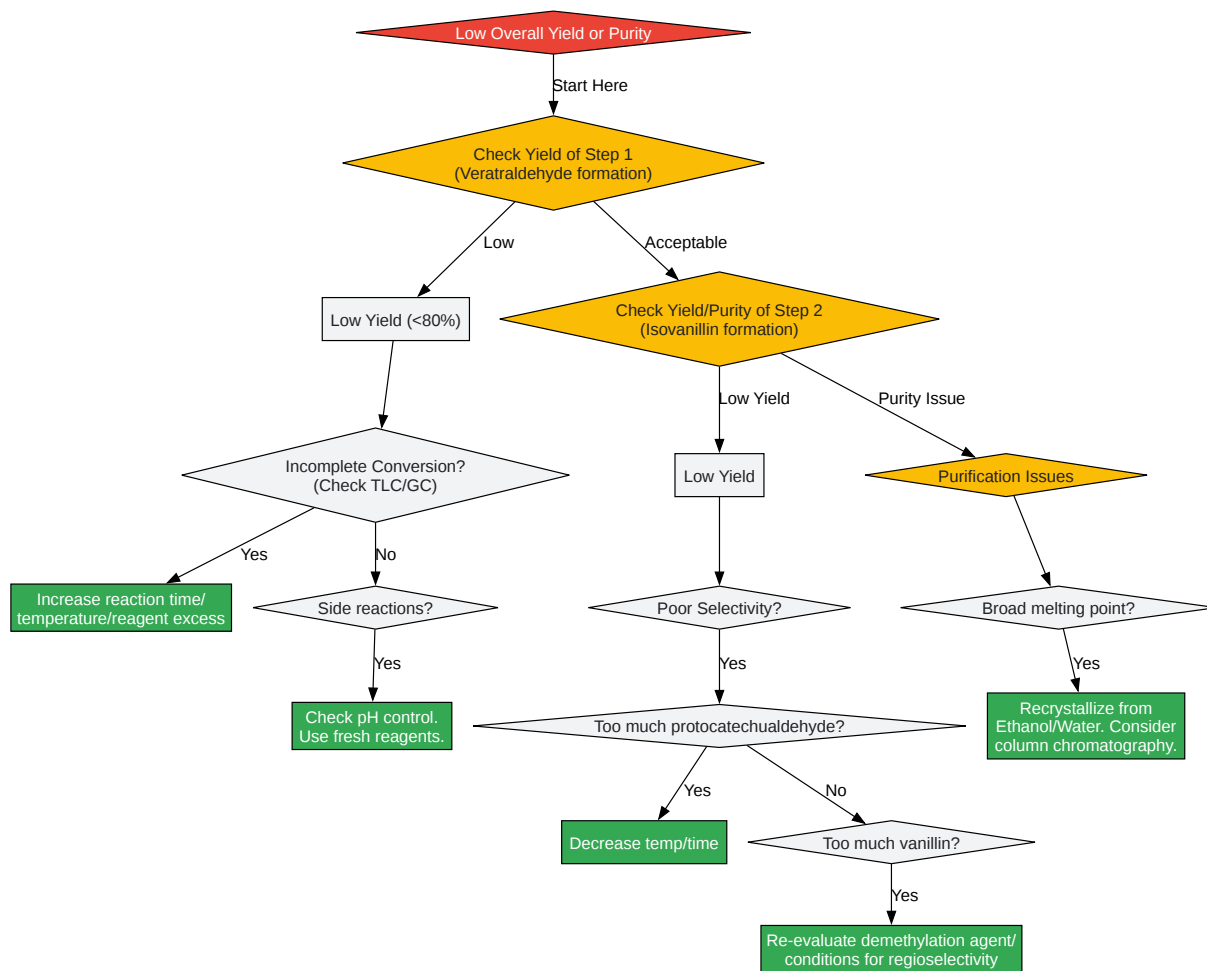 Low Overall Yield or Purity
Start Here
Check Yield of Step 1
(Veratraldehyde formation)
Low
Acceptable
Low Yield (<80%)
Check Yield/Purity of Step 2
(Isovanillin formation)
Low Yield
Purity Issue
Incomplete Conversion?
(Check TLC/GC)
Low Yield
Purification Issues
Yes
No
Increase reaction time/
temperature/reagent excess
Side reactions?
Poor Selectivity?
Broad melting point?
Yes
Yes
Yes
Check pH control.
Use fresh reagents.
Too much protocatechualdehyde?
Recrystallize from
Ethanol/Water. Consider
column chromatography.
Yes
No
Decrease temp/time
Too much vanillin?
Yes
Re-evaluate demethylation agent/
conditions for regioselectivity